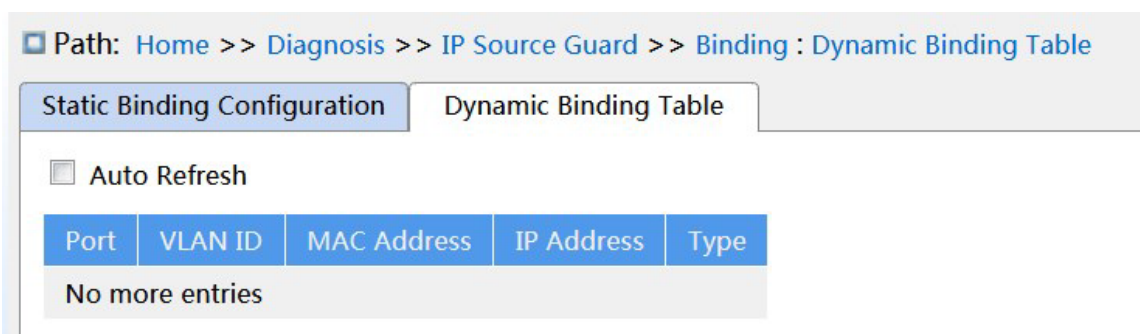 Path: Home >> Diagnosis >> IP Source Guard >> Binding : Dynamic Binding Table
Static Binding Configuration Dynamic Binding Table
Auto Refresh
Port VLAN ID MAC Address IP Address Type
No more entries